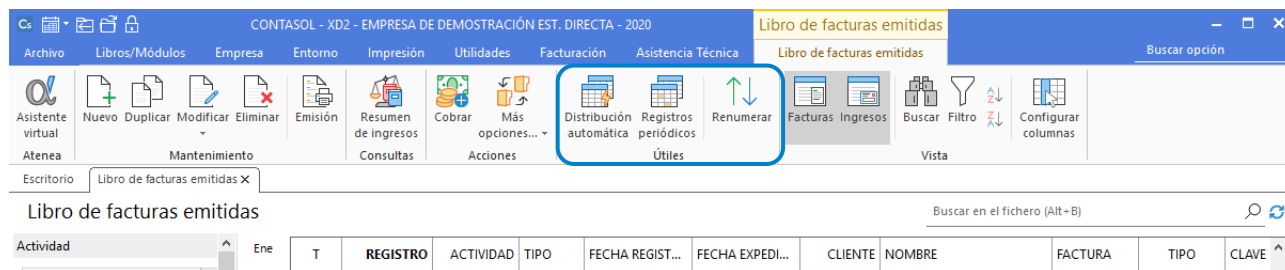 Cs CONTASOL - XD2 - EMPRESA DE DEMOSTRACIÓN EST. DIRECTA - 2020 Libro de facturas emitidas
Archivo Libros/Módulos Empresa Entorno Impresión Utilidades Facturación Asistencia Técnica Libro de facturas emitidas Buscar opción
Asistente virtual Nuevo Duplicar Modificar Eliminar Emisión Resumen de ingresos Cobrar Más opciones... Distribución automática Registros periódicos Renumerar Facturas Ingresos Buscar Filtro Configurar columnas
Atenea Mantenimiento Consultas Acciones Útiles Vista
Escritorio Libro de facturas emitidas
Libro de facturas emitidas Buscar en el fichero (Alt+B)
Actividad Ene T REGISTRO ACTIVIDAD TIPO FECHA REGIST... FECHA EXPEDI... CLIENTE NOMBRE FACTURA TIPO CLAVE